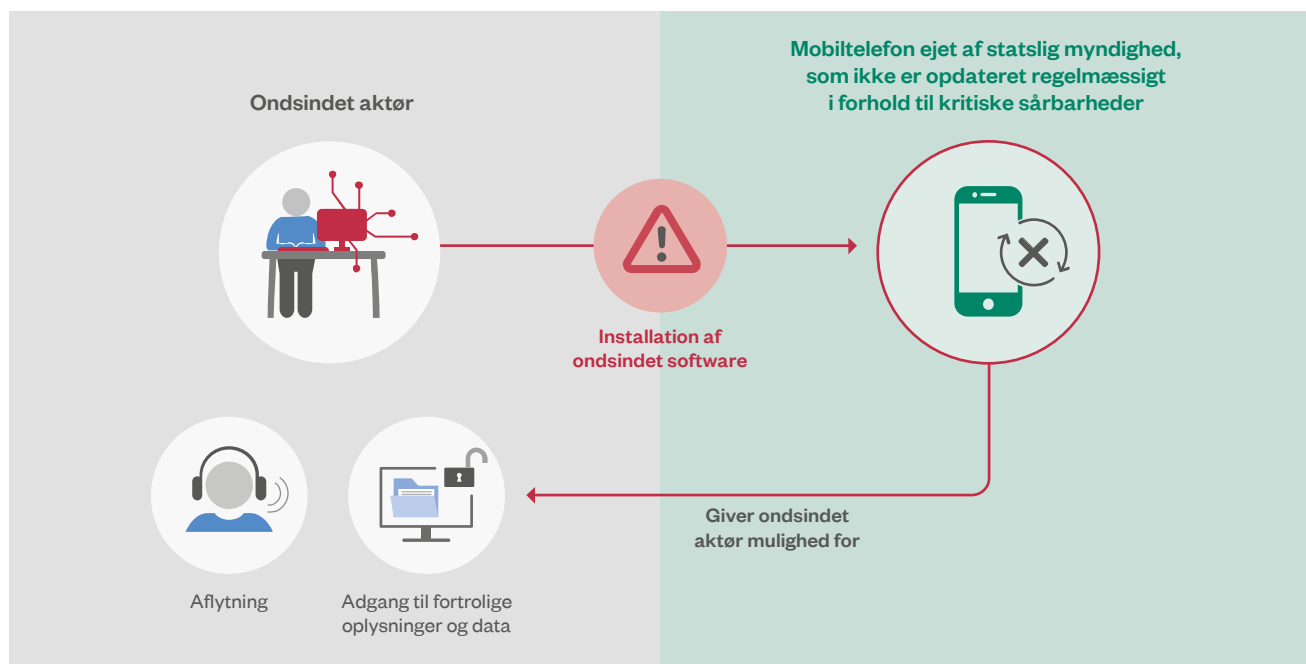 Ondsindet aktør
Mobiltelefon ejet af statslig myndighed,
som ikke er opdateret regelmæssigt
i forhold til kritiske sårbarheder
Installation af
ondsindet software
Giver ondsindet
aktør mulighed for
Aflytning
Adgang til fortrolige
oplysninger og data